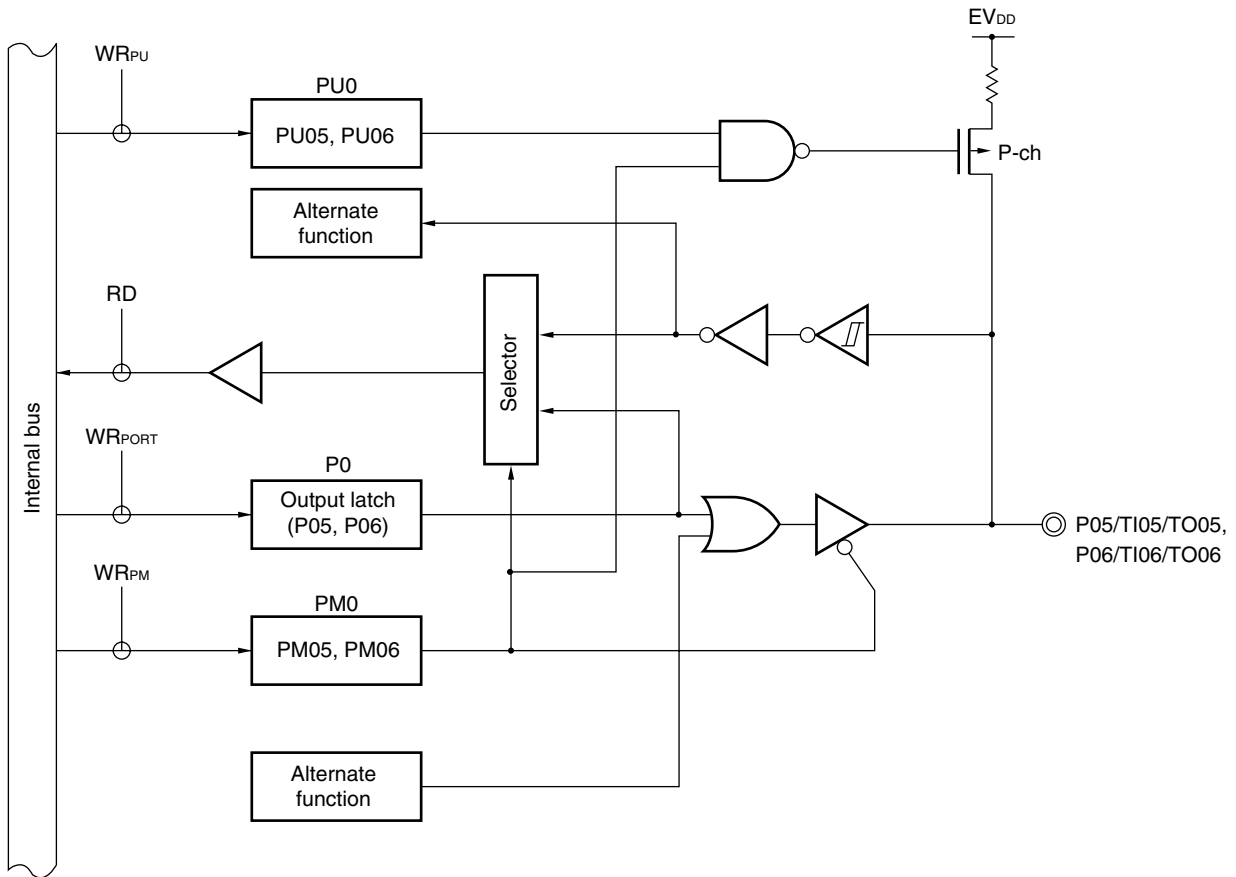 EVDD
WRPU
PU0
PU05, PU06
P-ch
Alternate
function
RD
Selector
Internal bus
WRPORT
P0
Output latch
(P05, P06)
P05/TI05/TO05,
P06/TI06/TO06
WRPM
PM0
PM05, PM06
Alternate
function